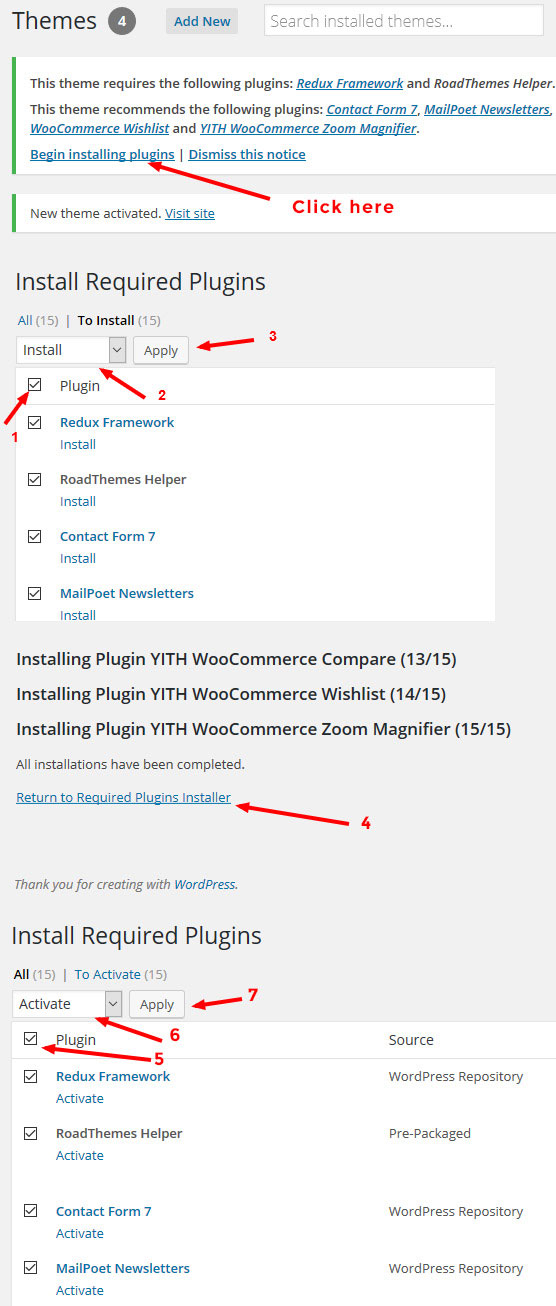 Themes 4 Add New Search installed themes...
This theme requires the following plugins: Redux Framework and RoadThemes Helper.
This theme recommends the following plugins: Contact Form 7, MailPoet Newsletters,
WooCommerce Wishlist and YITH WooCommerce Zoom Magnifier.
Begin installing plugins | Dismiss this notice
Click here
New theme activated. Visit site
Install Required Plugins
All (15) | To Install (15)
Install Apply 3
Plugin 2
1
Redux Framework
Install
RoadThemes Helper
Install
Contact Form 7
Install
MailPoet Newsletters
Install
Installing Plugin YITH WooCommerce Compare (13/15)
Installing Plugin YITH WooCommerce Wishlist (14/15)
Installing Plugin YITH WooCommerce Zoom Magnifier (15/15)
All installations have been completed.
Return to Required Plugins Installer
4
Thank you for creating with WordPress.
Install Required Plugins
All (15) | To Activate (15)
Activate Apply 7
6
Plugin Source
5
Redux Framework WordPress Repository
Activate
RoadThemes Helper Pre-Packaged
Activate
Contact Form 7 WordPress Repository
Activate
MailPoet Newsletters WordPress Repository
Activate